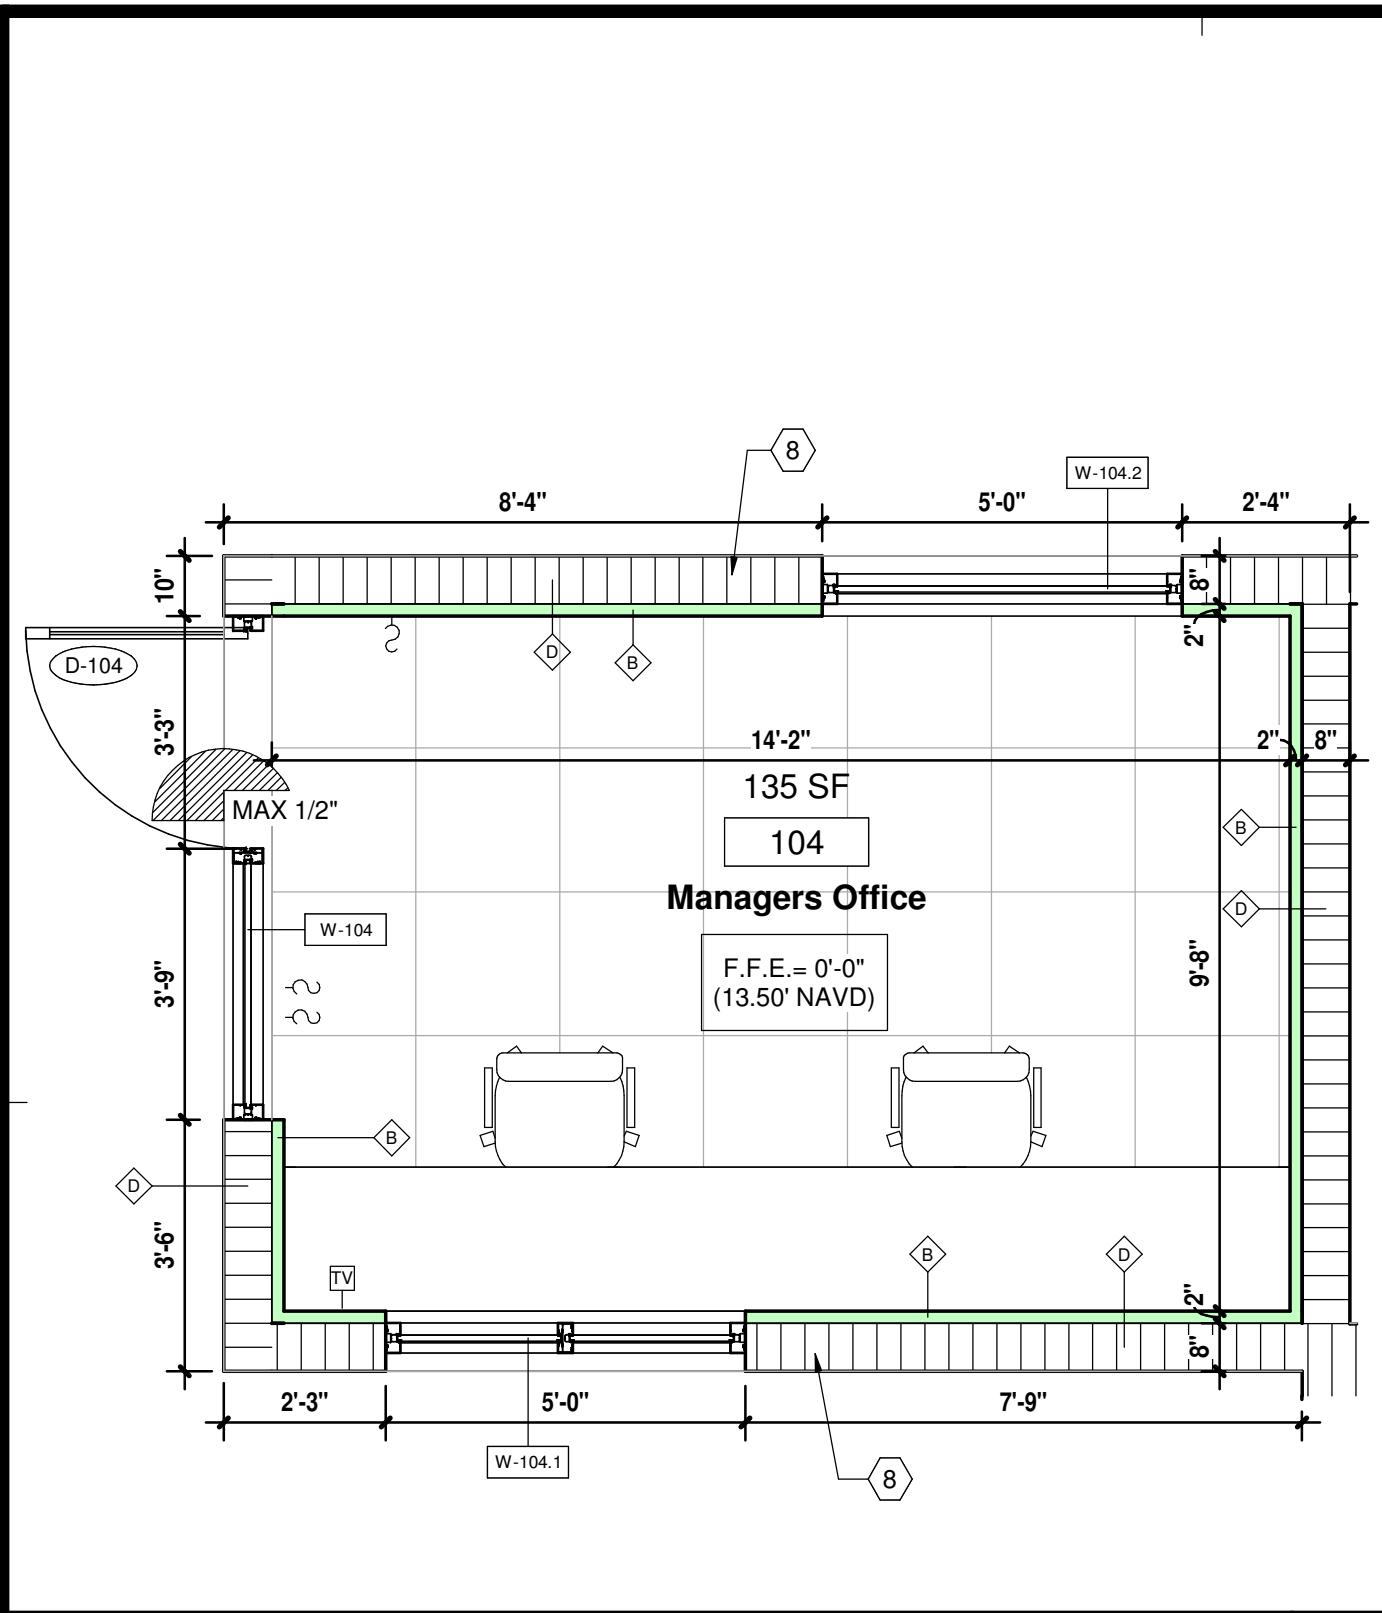 8
W-104.2
8'-4"
5'-0"
2'-4"
10"
8"
2"
D-104
D
B
3'-3"
14'-2"
2"
8"
135 SF
MAX 1/2"
104
B
Managers Office
D
W-104
F.F.E.= 0'-0"
(13.50' NAVD)
3'-9"
9'-8"
B
D
3'-6"
B
D
TV
2"
8"
2'-3"
5'-0"
7'-9"
W-104.1
8